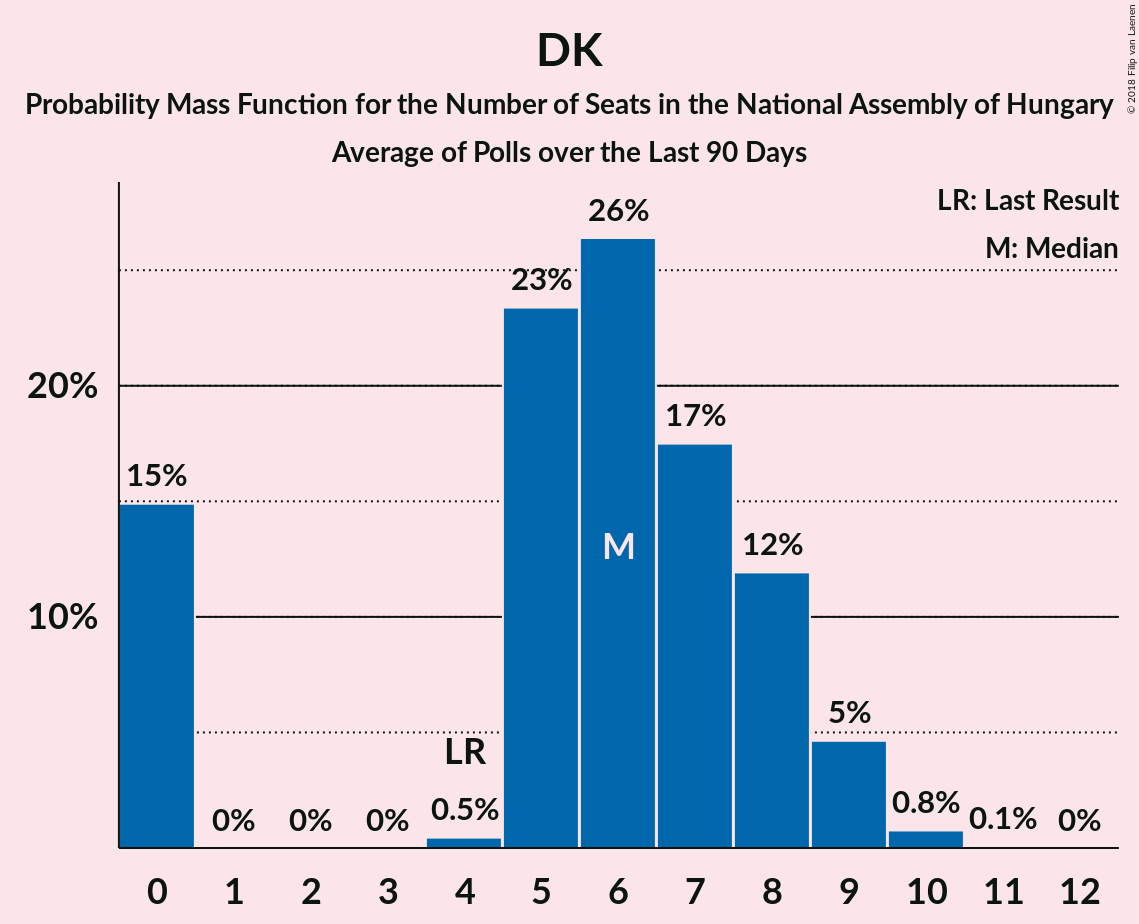 DK
Probability Mass Function for the Number of Seats in the National Assembly of Hungary
Average of Polls over the Last 90 Days
© 2018 Filip van Laenen
LR: Last Result
M: Median
26%
23%
20%
17%
15%
M
12%
10%
5%
LR
0% 0% 0% 0.5% 0.8% 0.1% 0%
0 1 2 3 4 5 6 7 8 9 10 11 12